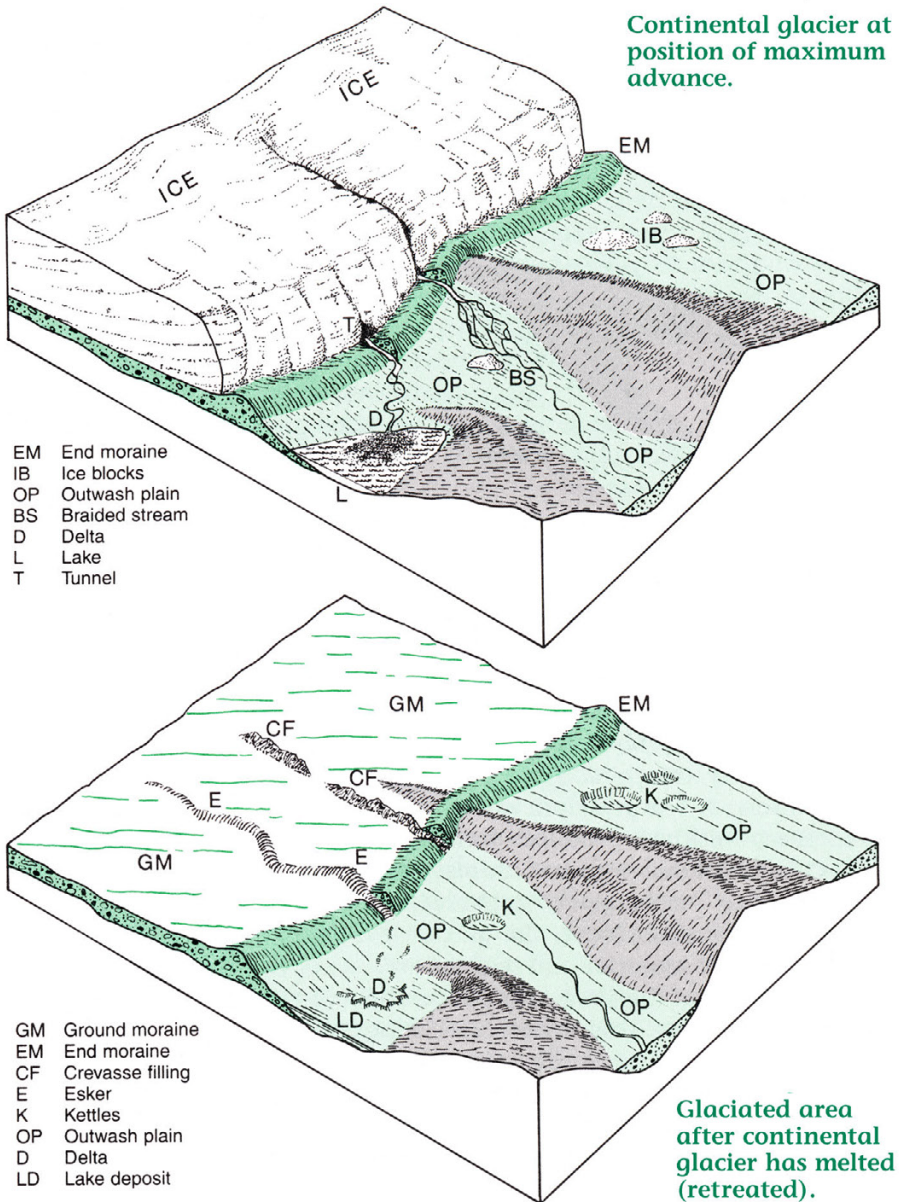 Continental glacier at
position of maximum
advance.
ICE
ICE
EM
IB
OP
T
OP
BS
D
OP
L
EM End moraine
IB Ice blocks
OP Outwash plain
BS Braided stream
D Delta
L Lake
T Tunnel
GM
EM
CF
CF
E
K
OP
GM
E
K
OP
D
OP
LD
GM Ground moraine
EM End moraine
CF Crevasse filling
E Esker
K Kettles
OP Outwash plain
D Delta
LD Lake deposit
Glaciated area
after continental
glacier has melted
(retreated).